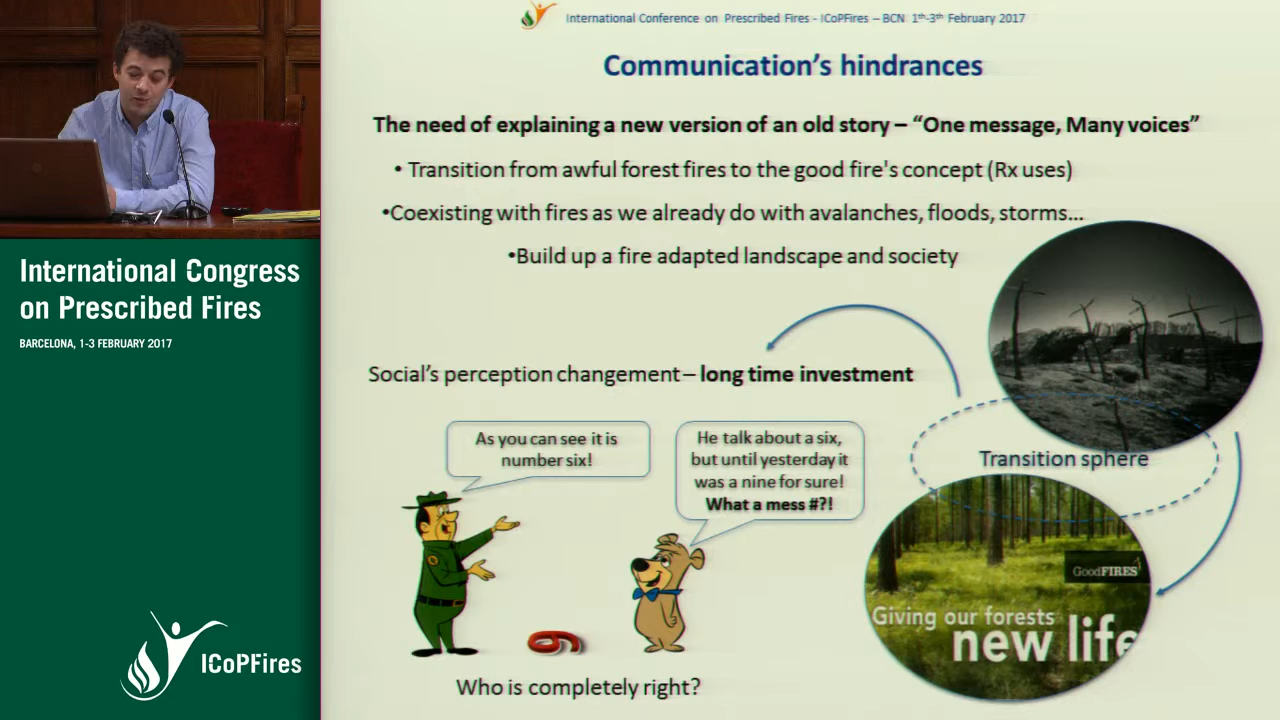 International Conference on Prescribed Fires - ICoPFires – BCN 1th-3th February 2017
Communication's hindrances
The need of explaining a new version of an old story – “One message, Many voices”
• Transition from awful forest fires to the good fire's concept (Rx uses)
•Coexisting with fires as we already do with avalanches, floods, storms...
•Build up a fire adapted landscape and society
Social's perception changement – long time investment
As you can see it is
number six!
He talk about a six,
but until yesterday it
was a nine for sure!
What a mess #?!
Transition sphere
GoodFIRES
Giving our forests
new life
Who is completely right?
International Congress
on Prescribed Fires
BARCELONA, 1-3 FEBRUARY 2017
ICoPFires